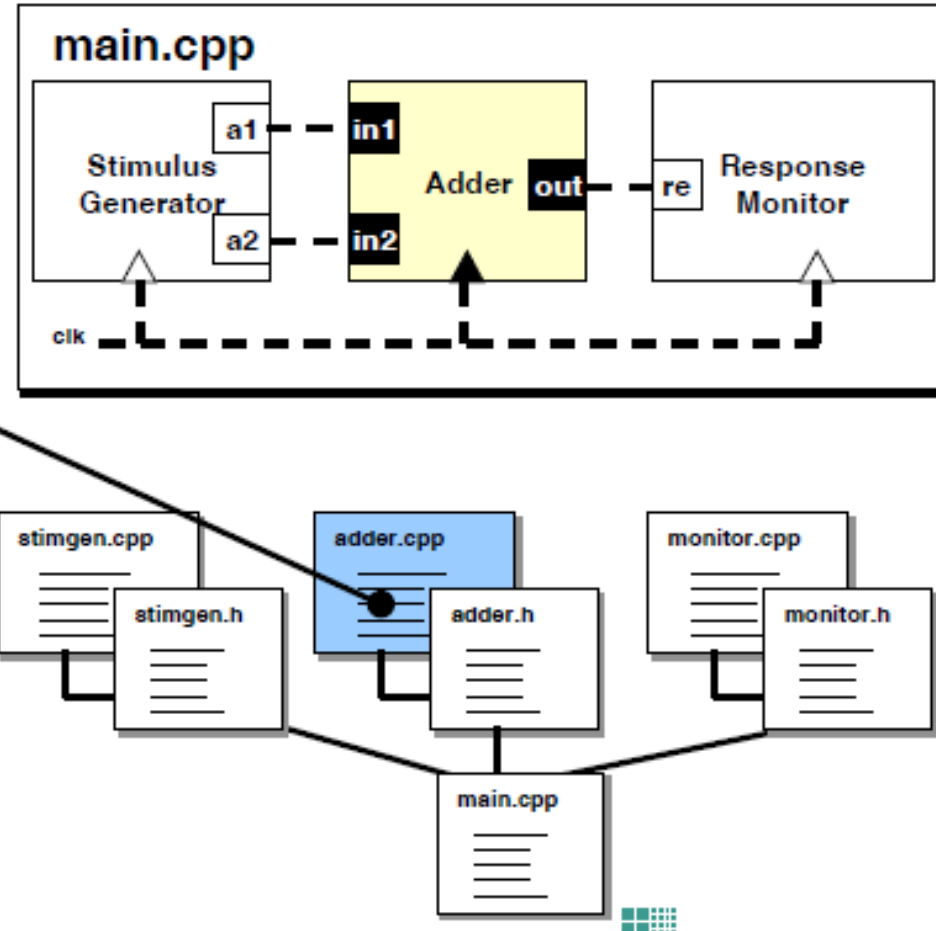 main.cpp
a1
in1
Stimulus
Generator
Adder
out
re
Response
Monitor
a2
in2
clk
stimgen.cpp
adder.cpp
monitor.cpp
stimgen.h
adder.h
monitor.h
main.cpp